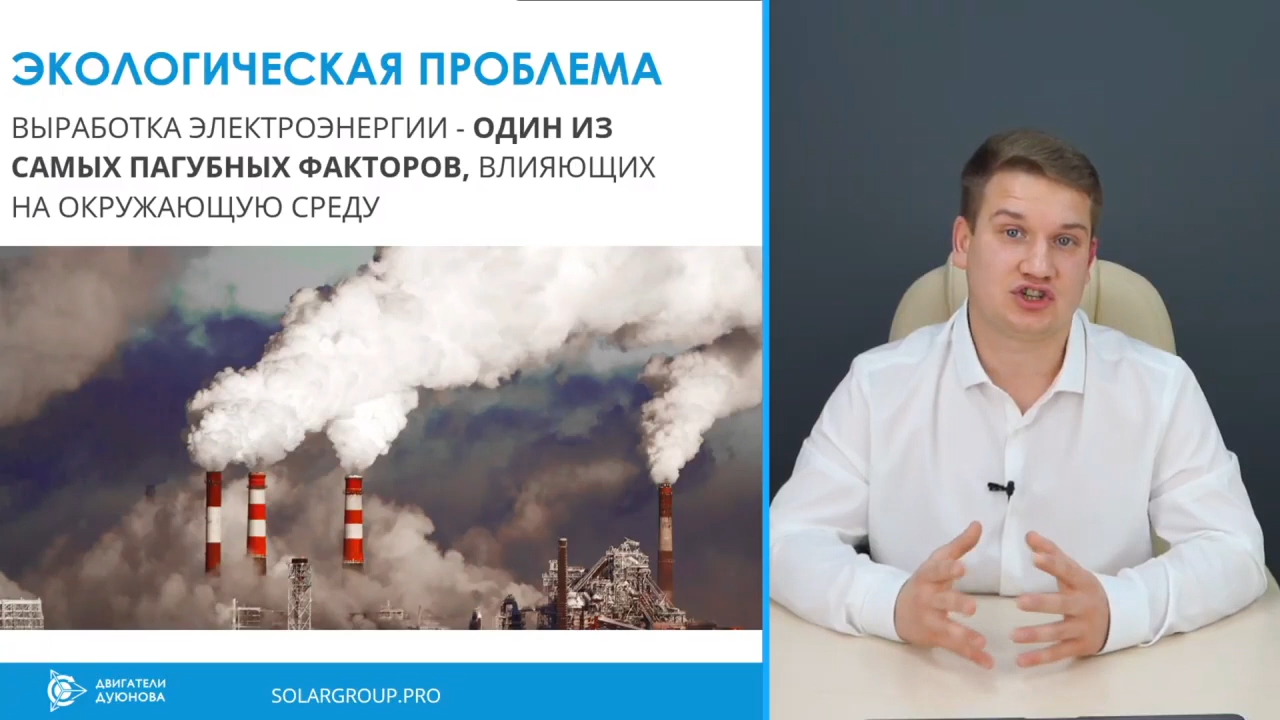 ЭКОЛОГИЧЕСКАЯ ПРОБЛЕМА
ВЫРАБОТКА ЭЛЕКТРОЭНЕРГИИ - ОДИН ИЗ
САМЫХ ПАГУБНЫХ ФАКТОРОВ, ВЛИЯЮЩИХ
НА ОКРУЖАЮЩУЮ СРЕДУ
ДВИГАТЕЛИ
ДУЮНОВА
SOLARGROUP.PRO